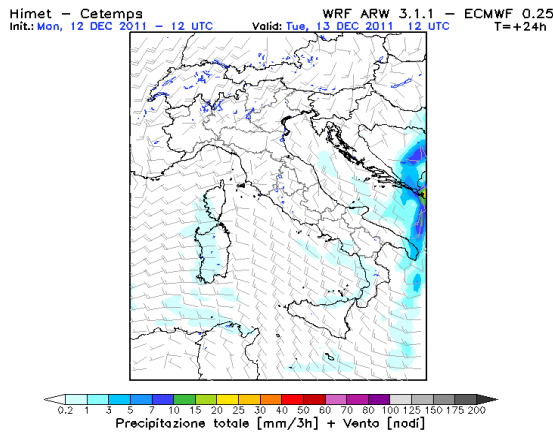 Himet – Cetemps WRF ARW 3.1.1 – ECMWF 0.25
Init.: Mon, 12 DEC 2011 – 12 UTC Valid: Tue, 13 DEC 2011 12 UTC T=+24h
0.2 1 3 5 7 10 15 20 25 30 40 50 60 70 80 100 125 150 175 200
Precipitazione totale [mm/3h] + Vento [nodi]